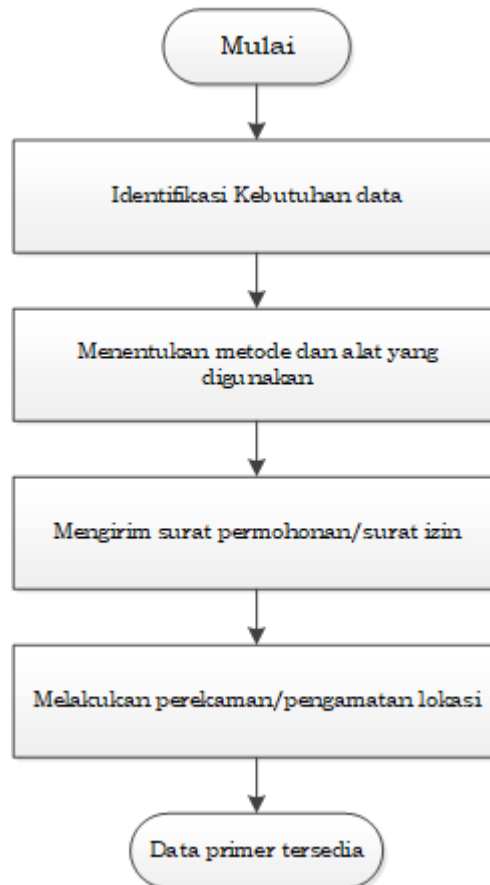 Mulai
Identifikasi Kebutuhan data
Menentukan metode dan alat yang
digunakan
Mengirim surat permohonan/surat izin
Melakukan perekaman/pengamatan lokasi
Data primer tersedia